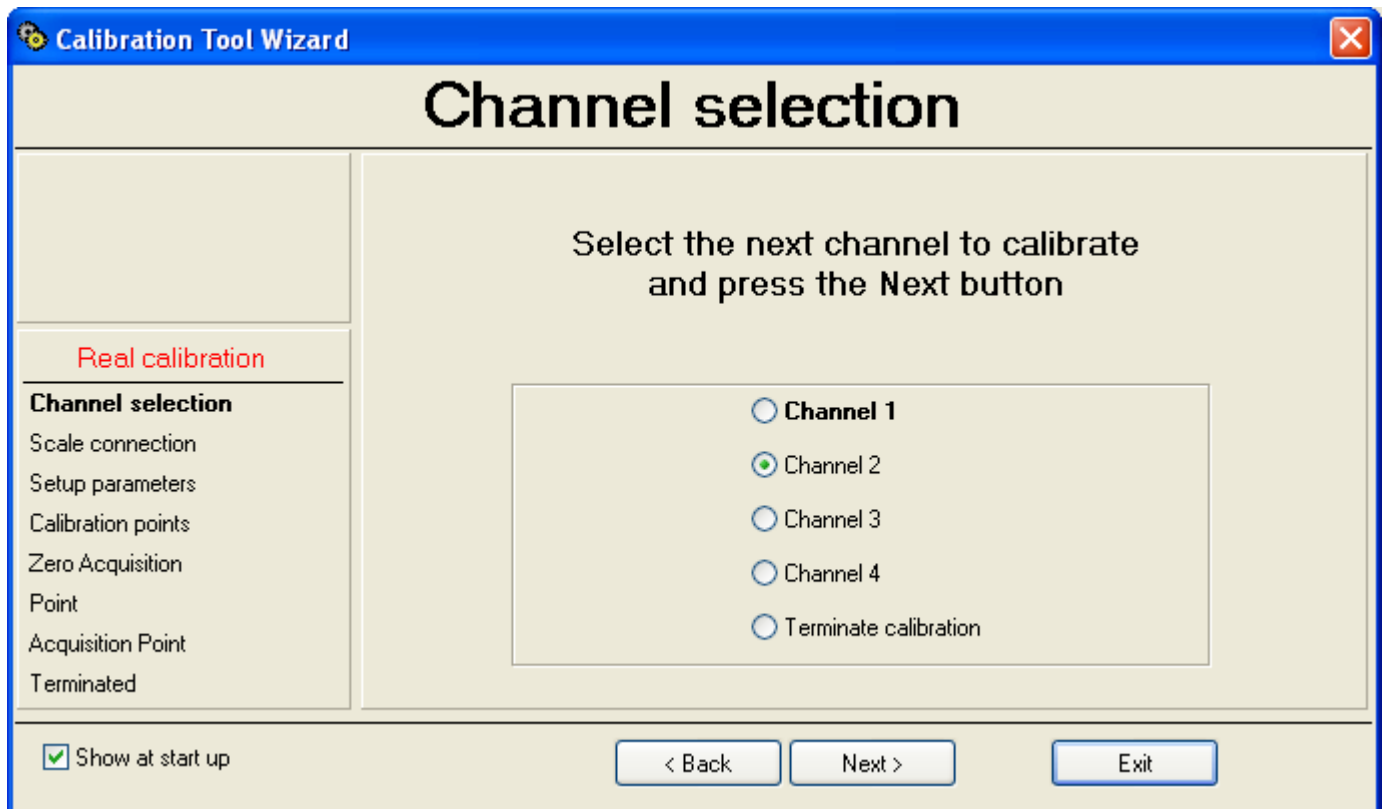 Calibration Tool Wizard
Channel selection
Select the next channel to calibrate
and press the Next button
Real calibration
Channel selection
Scale connection
Setup parameters
Calibration points
Zero Acquisition
Point
Acquisition Point
Terminated
Channel 1
Channel 2
Channel 3
Channel 4
Terminate calibration
Show at start up
< Back
Next >
Exit